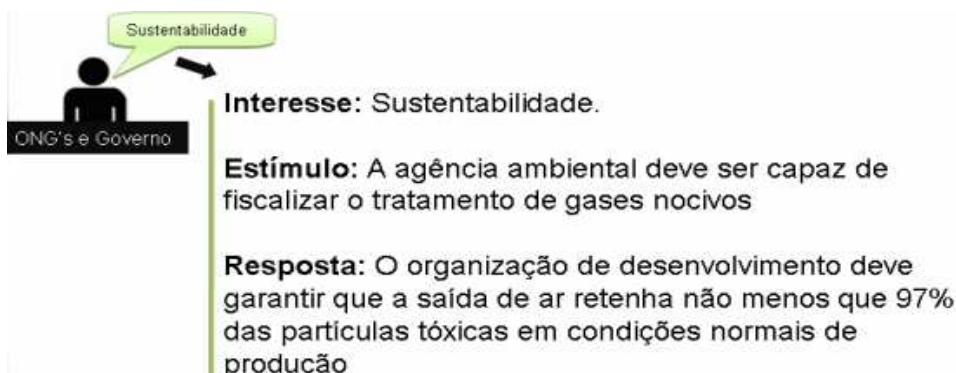 Sustentabilidade
ONG's e Governo
Interesse: Sustentabilidade.
Estímulo: A agência ambiental deve ser capaz de
fiscalizar o tratamento de gases nocivos
Resposta: O organização de desenvolvimento deve
garantir que a saída de ar retenha não menos que 97%
das partículas tóxicas em condições normais de
produção